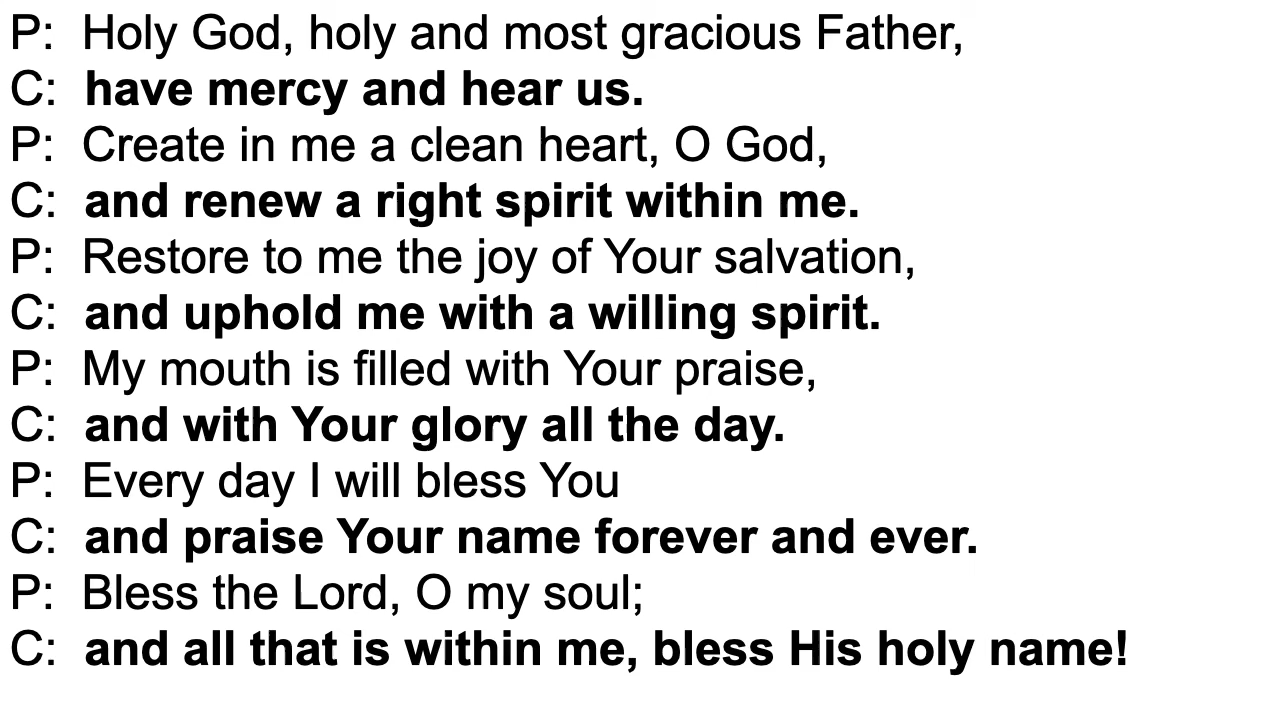 P: Holy God, holy and most gracious Father,
C: have mercy and hear us.
P: Create in me a clean heart, O God,
C: and renew a right spirit within me.
P: Restore to me the joy of Your salvation,
C: and uphold me with a willing spirit.
P: My mouth is filled with Your praise,
C: and with Your glory all the day.
P: Every day I will bless You
C: and praise Your name forever and ever.
P: Bless the Lord, O my soul;
C: and all that is within me, bless His holy name!